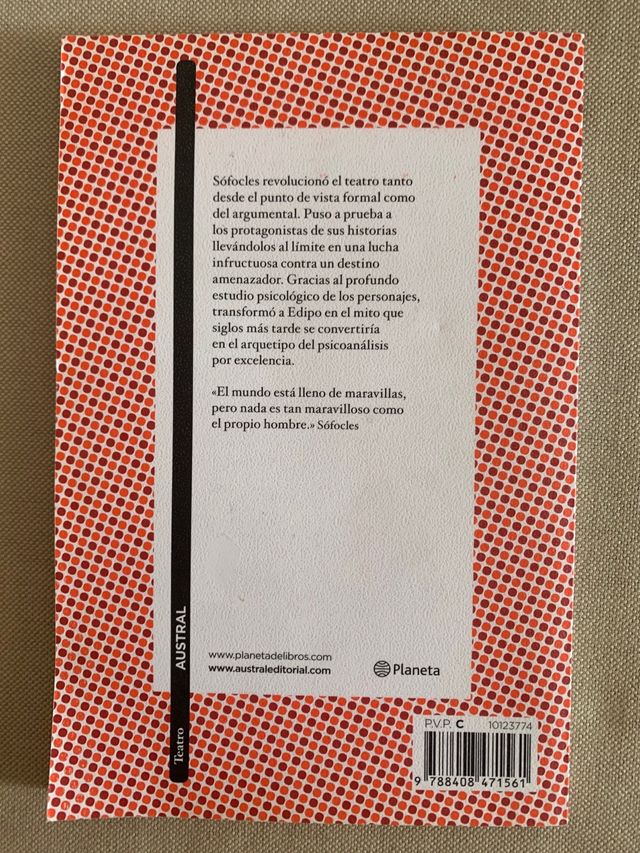 Sófocles revolucionó el teatro tanto
desde el punto de vista formal como
del argumental. Puso a prueba a
los protagonistas de sus historias
llevándolos al límite en una lucha
infructuosa contra un destino
amenazador. Gracias al profundo
estudio psicológico de los personajes,
transformó a Edipo en el mito que
siglos más tarde se convertiría
en el arquetipo del psicoanálisis
por excelencia.
«El mundo está lleno de maravillas,
pero nada es tan maravilloso como
el propio hombre.» Sófocles
AUSTRAL
Teatro
www.planetadelibros.com
www.australeditorial.com
Planeta
P.V.P. C 10123774
9 788408 471561